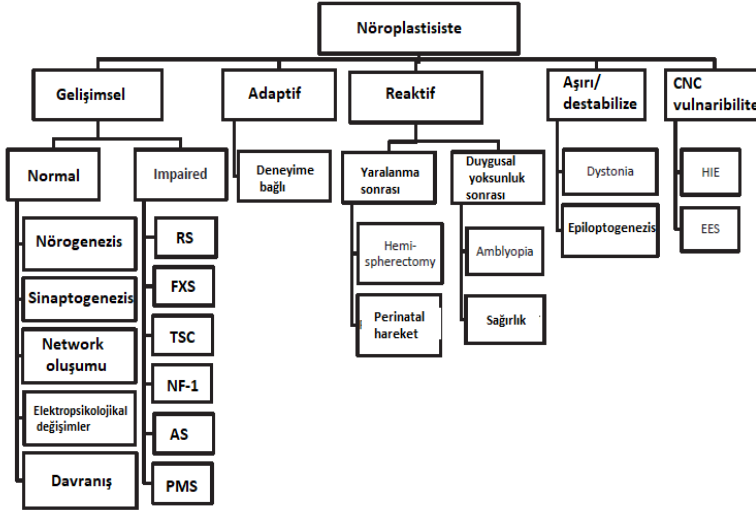 Nöroplastisiste
Gelişimsel
Adaptif
Reaktif
Aşırı/
destabilize
CNC
vulnaribilite
Normal
Impaired
Deneyime
bağlı
Yaralanma
sonrası
Duygusal
yoksunluk
sonrası
Dystonia
HIE
Nörogenezis
RS
Hemi-
spherectomy
Amblyopia
Epiloptogenezis
EES
Sinaptogenezis
FXS
Perinatal
hareket
Sağırlık
Network
oluşumu
TSC
Elektropsikolojikal
değişimler
NF-1
AS
Davranış
PMS